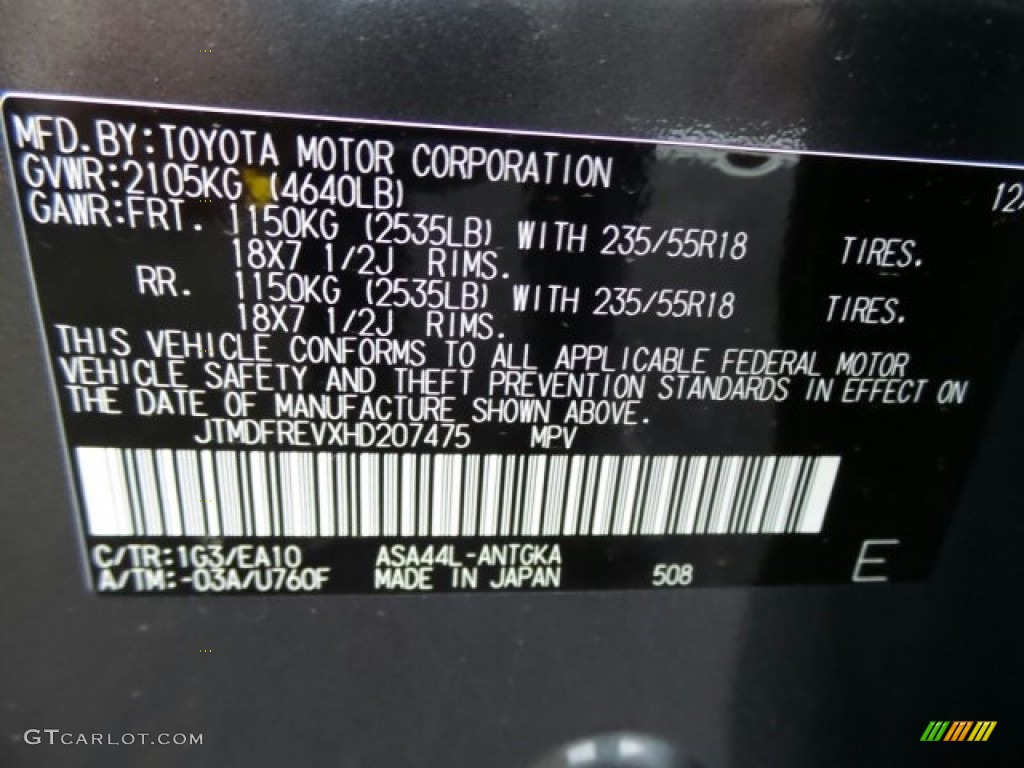 MFD.BY:TOYOTA MOTOR CORPORATION
GVWR:2105KG (4640LB)
GAWR:FRT. 1150KG (2535LB) WITH 235/55R18 TIRES.
18X7 1/2J RIMS.
RR. 1150KG (2535LB) WITH 235/55R18 TIRES.
18X7 1/2J RIMS.
THIS VEHICLE CONFORMS TO ALL APPLICABLE FEDERAL MOTOR
VEHICLE SAFETY AND THEFT PREVENTION STANDARDS IN EFFECT ON
THE DATE OF MANUFACTURE SHOWN ABOVE.
JTMDFREVXHD207475 MPV
C/TR:1G3/EA10 ASA44L-ANTGKA
A/TM:-03A/U760F MADE IN JAPAN 508 E
GTCARLOT.COM